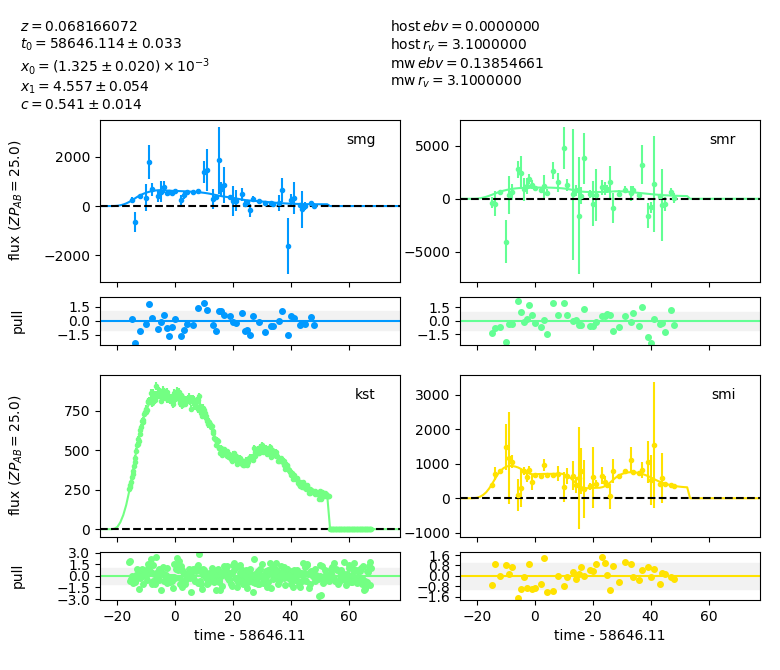 z = 0.068166072
t₀ = 58646.114 ± 0.033
x₀ = (1.325 ± 0.020) × 10⁻³
x₁ = 4.557 ± 0.054
c = 0.541 ± 0.014
host ebv = 0.0000000
host r_v = 3.1000000
mw ebv = 0.13854661
mw r_v = 3.1000000
smg
flux (ZP_AB = 25.0)
2000
0
−2000
smr
5000
0
−5000
pull
1.5
0.0
−1.5
1.5
0.0
−1.5
kst
flux (ZP_AB = 25.0)
750
500
250
0
smi
3000
2000
1000
0
−1000
pull
3.0
1.5
0.0
−1.5
−3.0
1.6
0.8
0.0
−0.8
−1.6
−20 0 20 40 60
−20 0 20 40 60
time - 58646.11
time - 58646.11